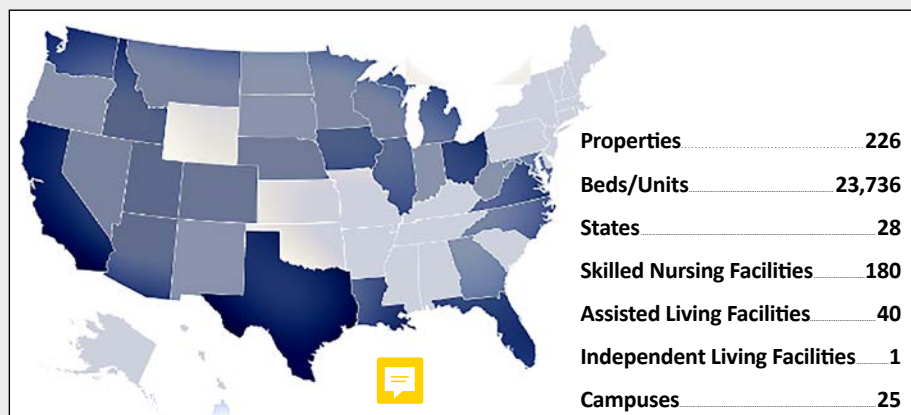 Properties 226
Beds/Units 23,736
States 28
Skilled Nursing Facilities 180
Assisted Living Facilities 40
Independent Living Facilities 1
Campuses 25